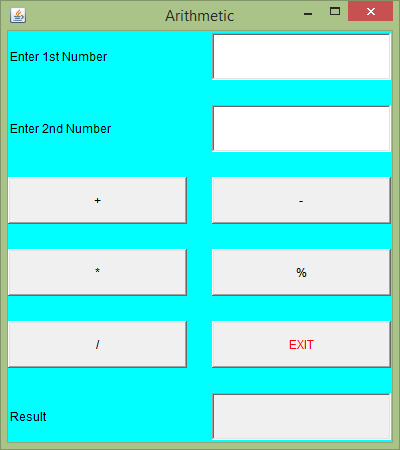 Arithmetic
Enter 1st Number
Enter 2nd Number
+
-
*
%
/
EXIT
Result